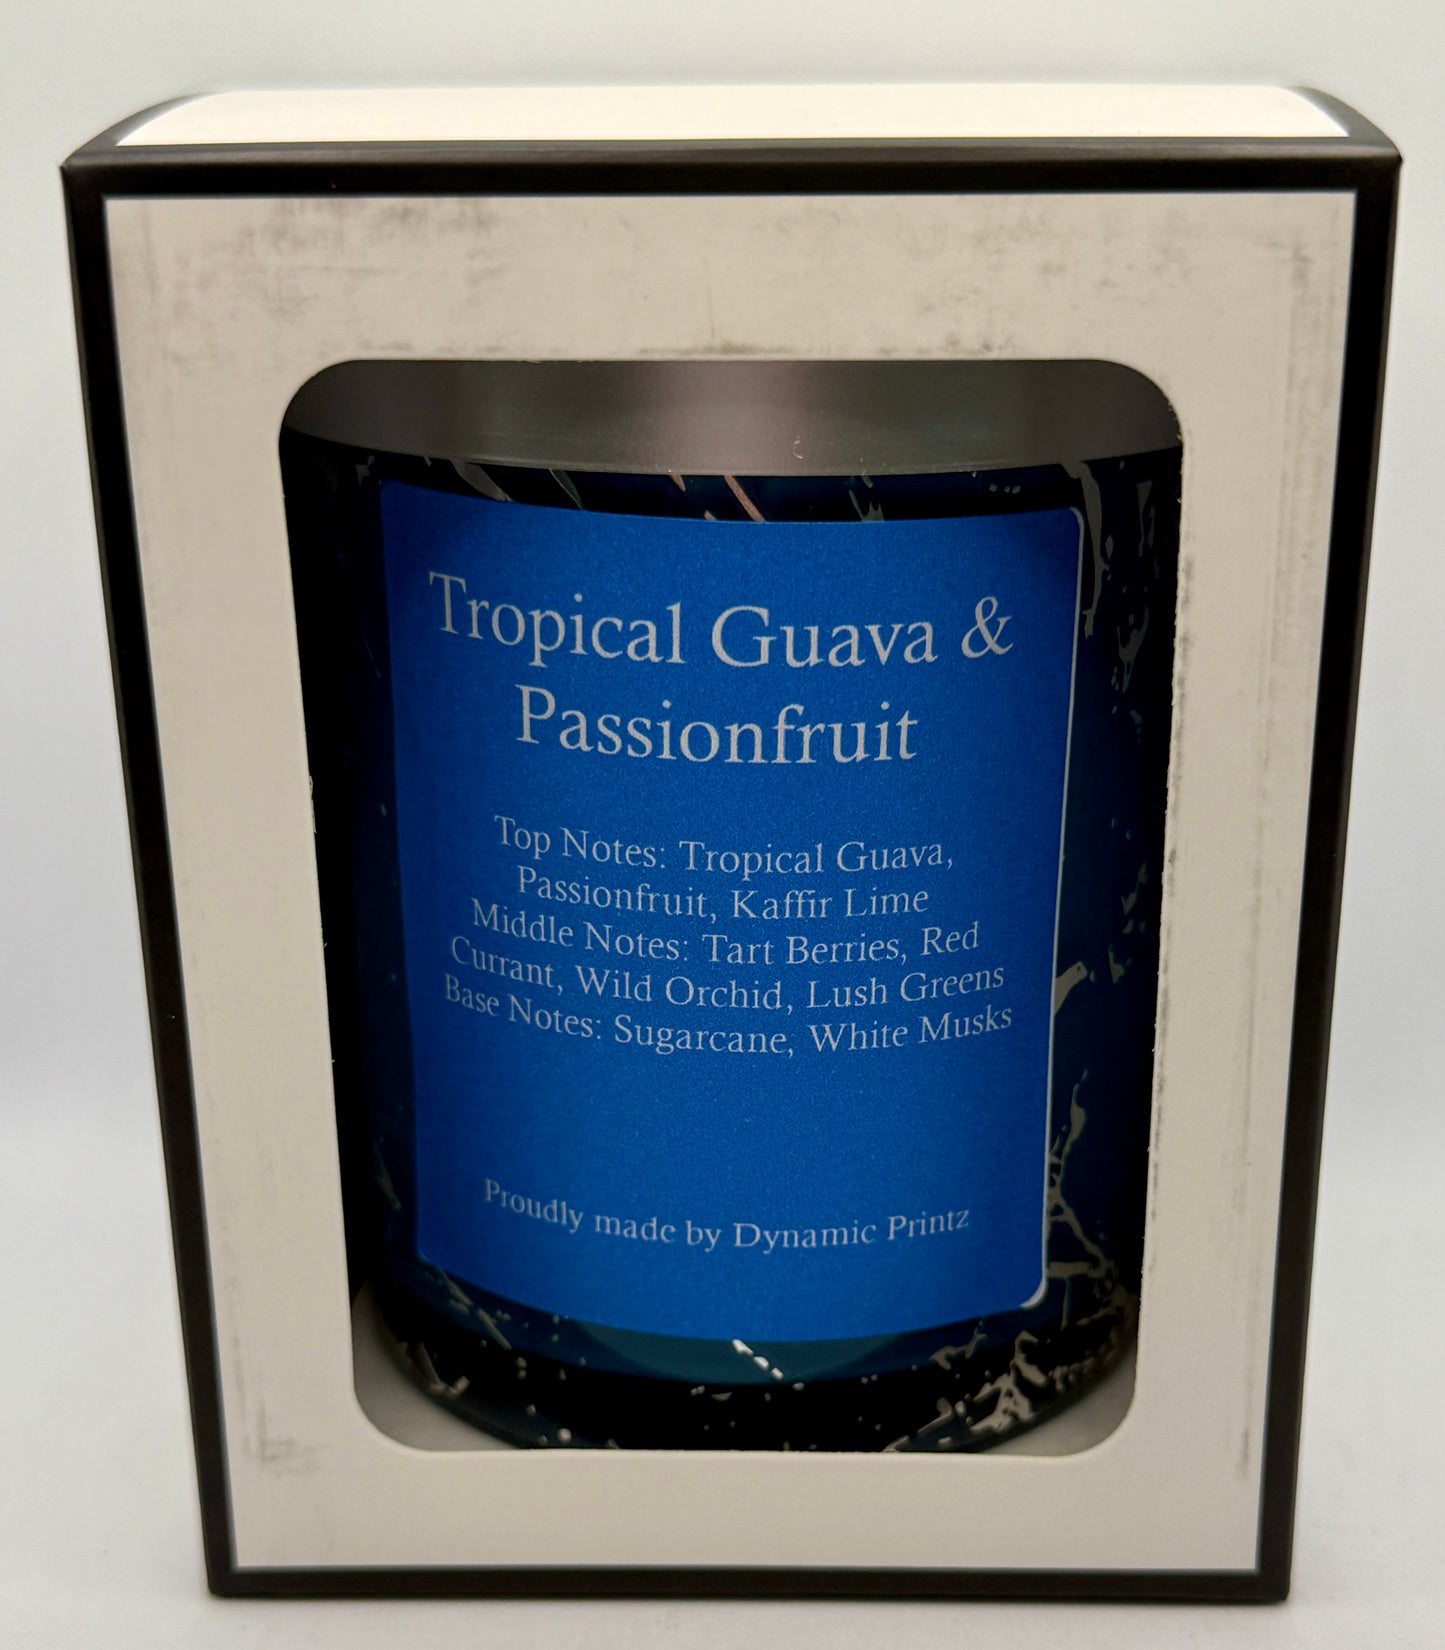 Tropical Guava &
Passionfruit
Top Notes: Tropical Guava,
Passionfruit, Kaffir Lime
Middle Notes: Tart Berries, Red
Currant, Wild Orchid, Lush Greens
Base Notes: Sugarcane, White Musks
Proudly made by Dynamic Printz